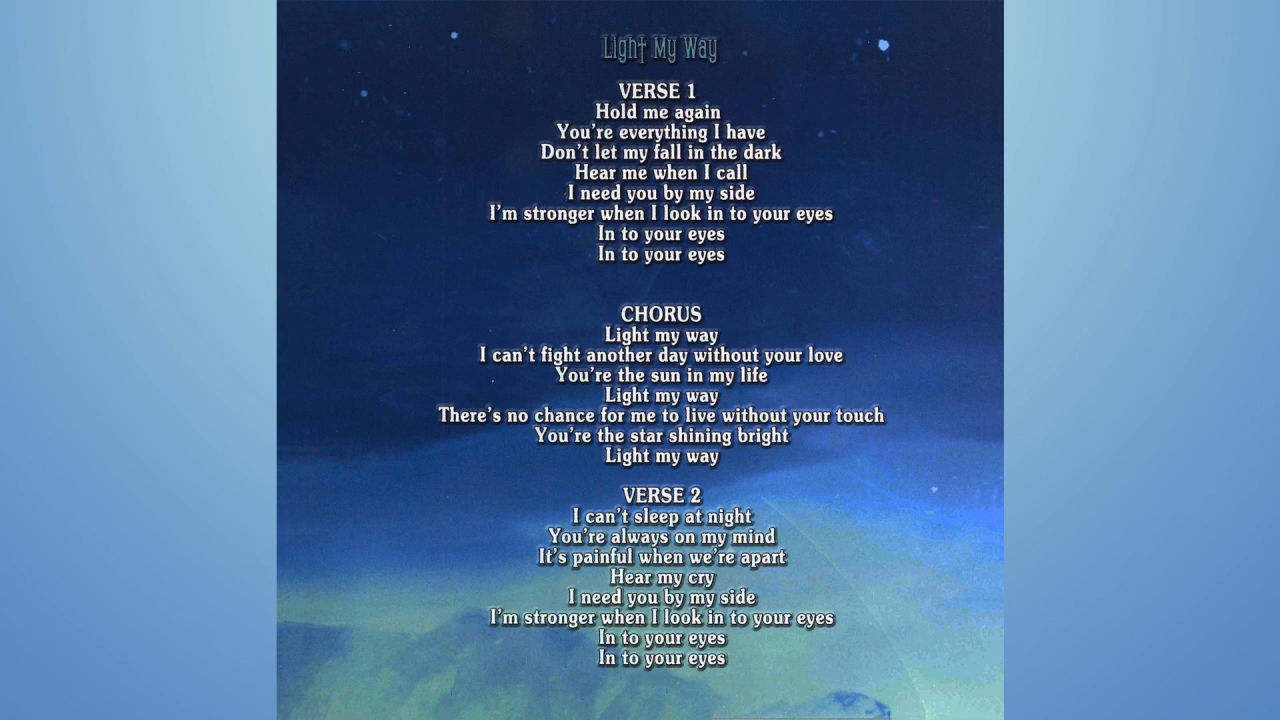 Light My Way
VERSE 1
Hold me again
You're everything I have
Don't let my fall in the dark
Hear me when I call
I need you by my side
I'm stronger when I look in to your eyes
In to your eyes
In to your eyes
CHORUS
Light my way
I can't fight another day without your love
You're the sun in my life
Light my way
There's no chance for me to live without your touch
You're the star shining bright
Light my way
VERSE 2
I can't sleep at night
You're always on my mind
It's painful when we're apart
Hear my cry
I need you by my side
I'm stronger when I look in to your eyes
In to your eyes
In to your eyes